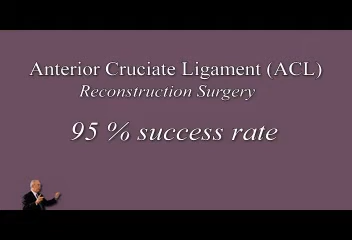 Anterior Cruciate Ligament (ACL)
Reconstruction Surgery
95 % success rate